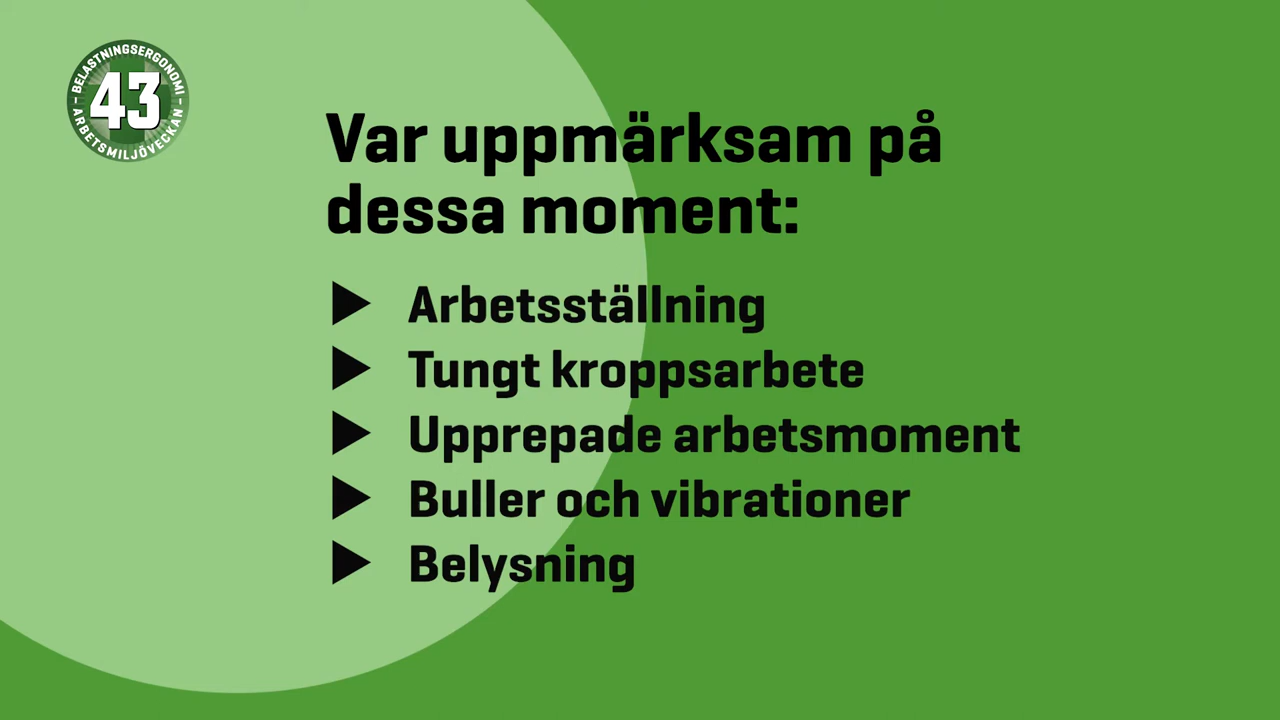 BELASTNINGSERGONOMI
43
ARBETSMILJÖVECKAN
Var uppmärksam på
dessa moment:
Arbetsställning
Tungt kroppsarbete
Upprepade arbetsmoment
Buller och vibrationer
Belysning